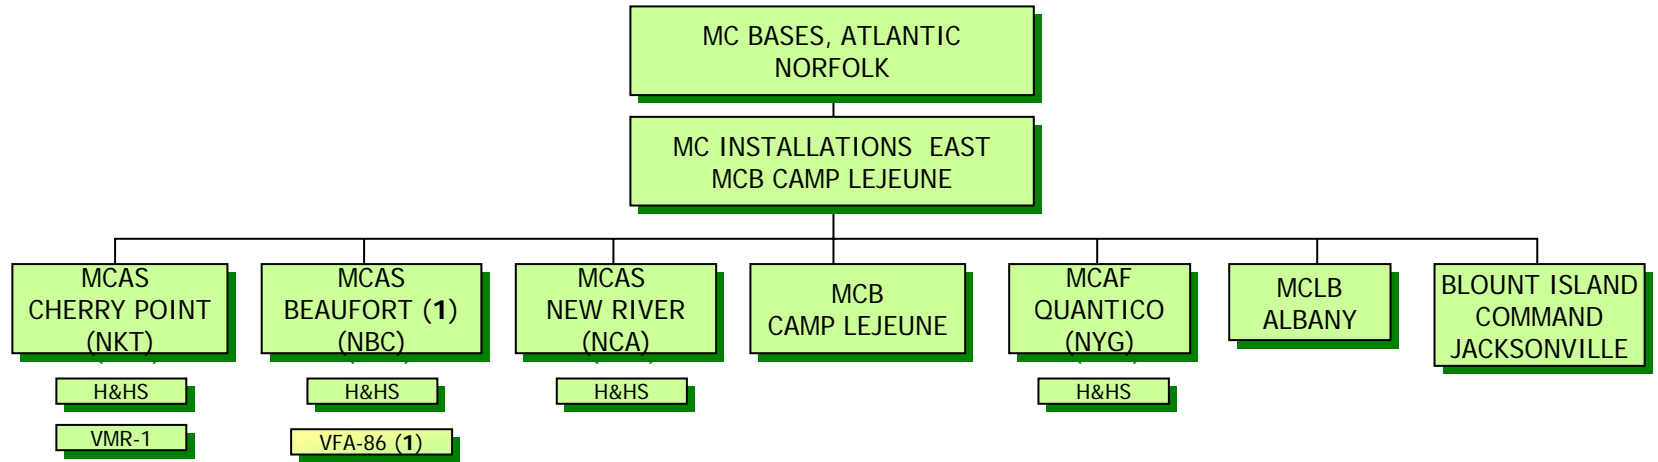 MC BASES, ATLANTIC
NORFOLK
MC INSTALLATIONS EAST
MCB CAMP LEJEUNE
MCAS
CHERRY POINT
(NKT)
H&HS
VMR-1
MCAS
BEAUFORT (1)
(NBC)
H&HS
VFA-86 (1)
MCAS
NEW RIVER
(NCA)
H&HS
MCB
CAMP LEJEUNE
MCAF
QUANTICO
(NYG)
H&HS
MCLB
ALBANY
BLOUNT ISLAND
COMMAND
JACKSONVILLE